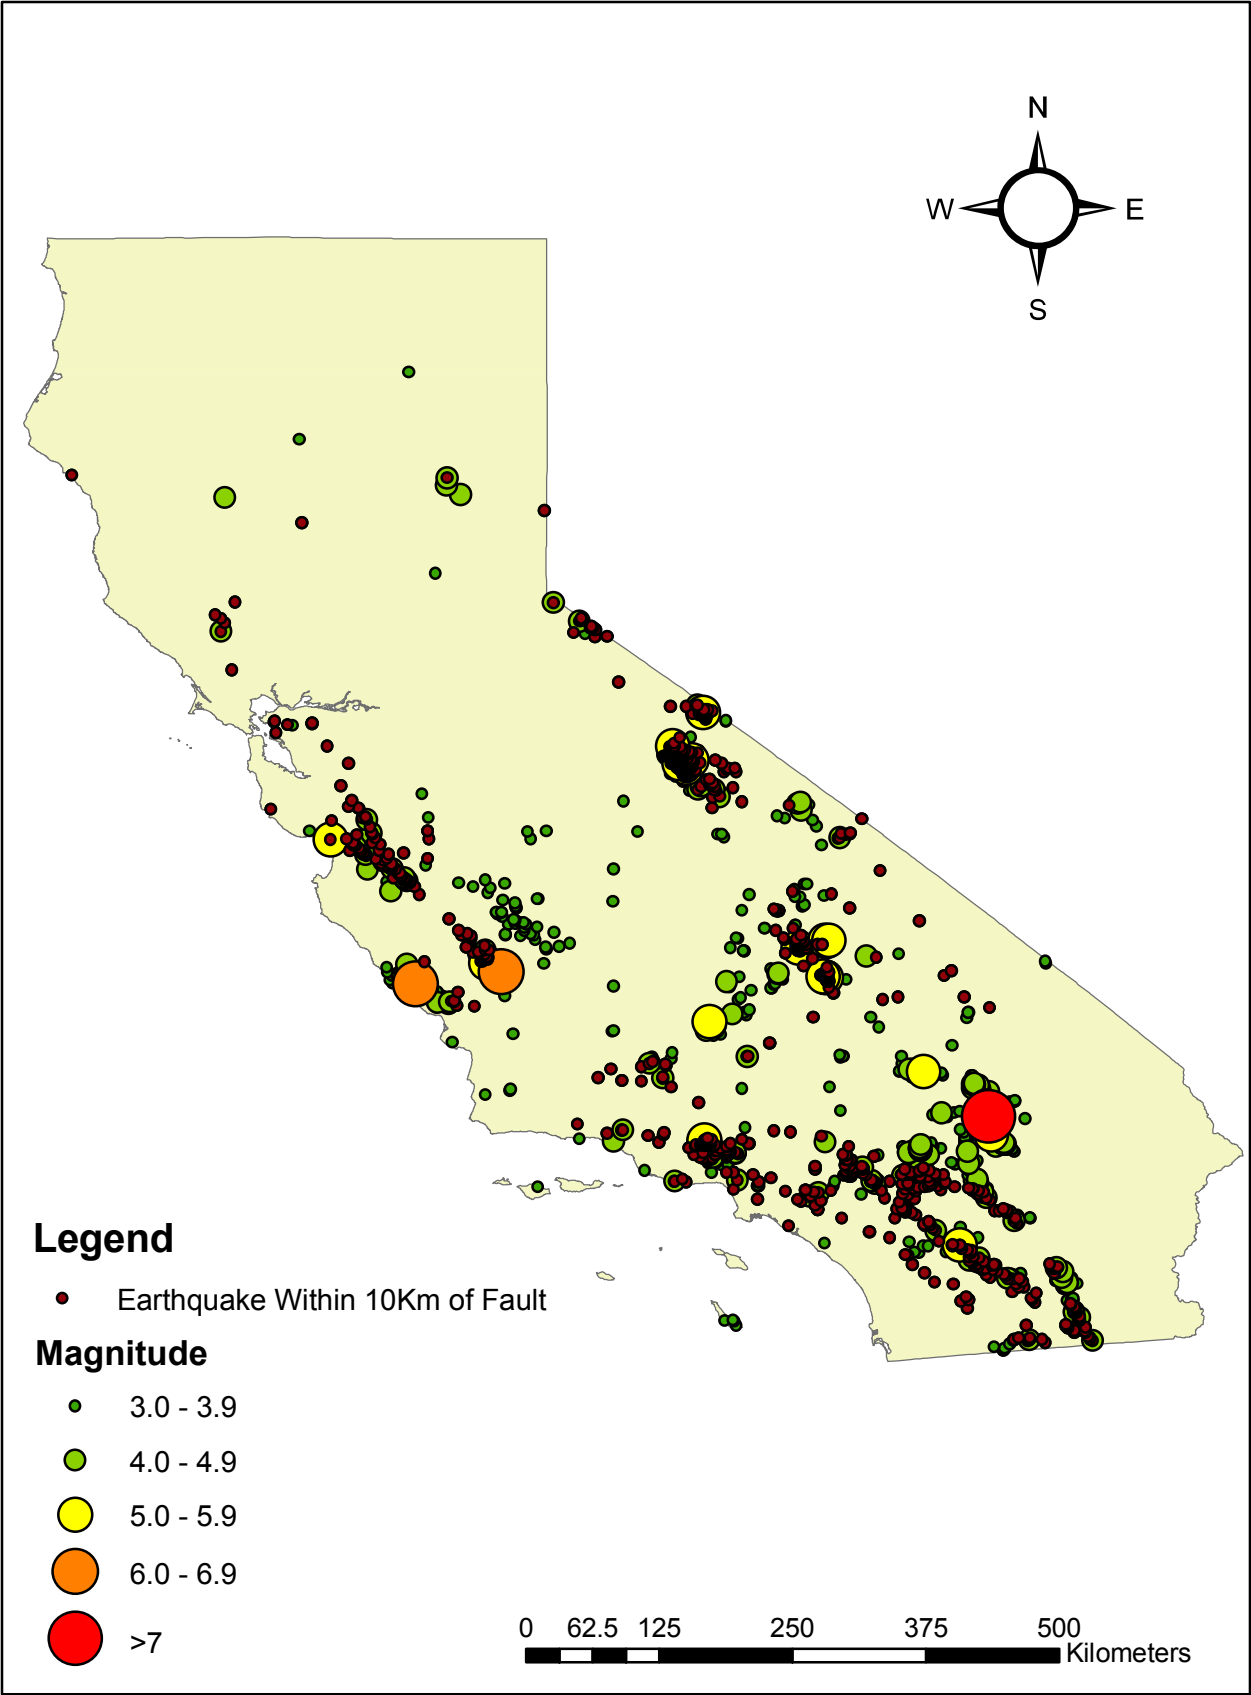 N
W E
S
Legend
Earthquake Within 10Km of Fault
Magnitude
3.0 - 3.9
4.0 - 4.9
5.0 - 5.9
6.0 - 6.9
>7
0 62.5 125 250 375 500
Kilometers